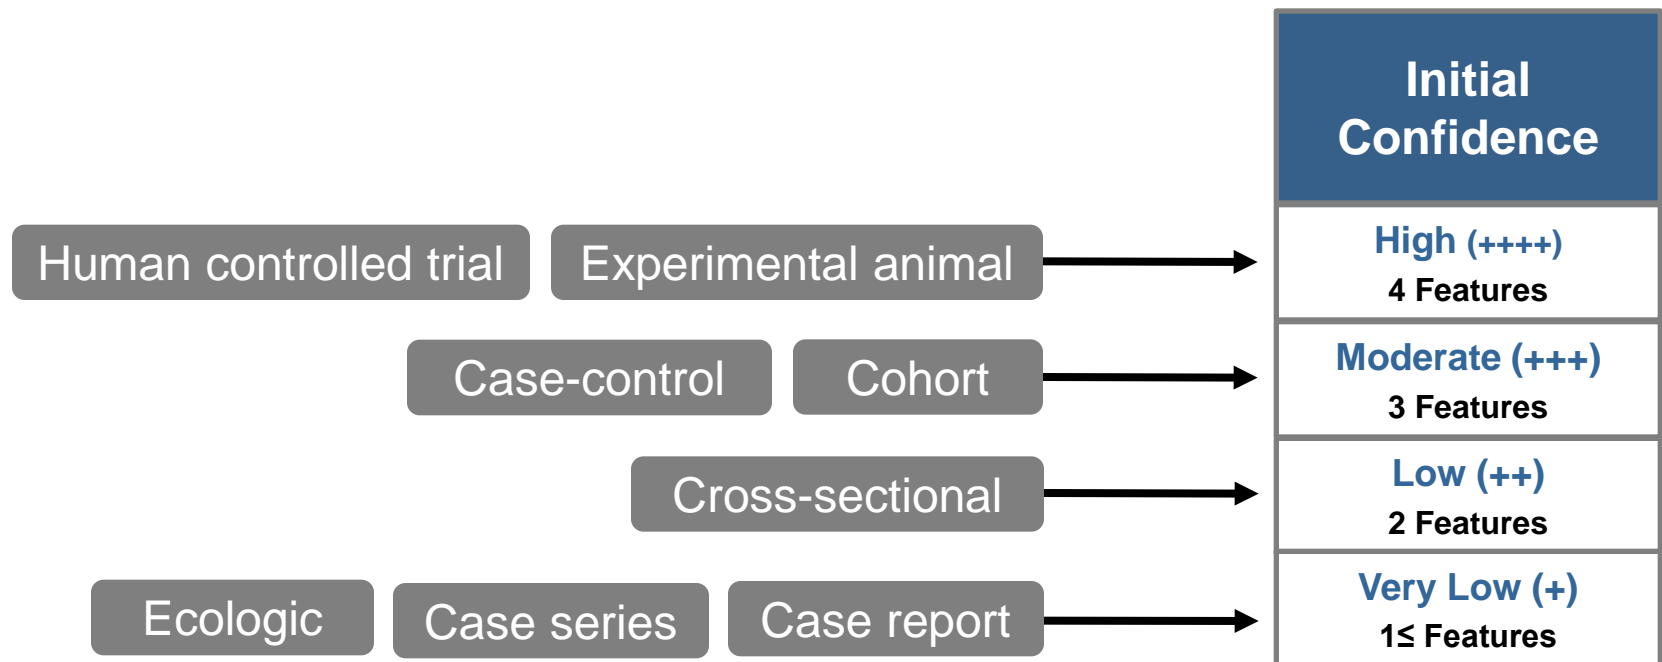 Initial
Confidence
Human controlled trial
Experimental animal
High (++++)
4 Features
Case-control
Cohort
Moderate (+++)
3 Features
Cross-sectional
Low (++)
2 Features
Ecologic
Case series
Case report
Very Low (+)
1≤ Features